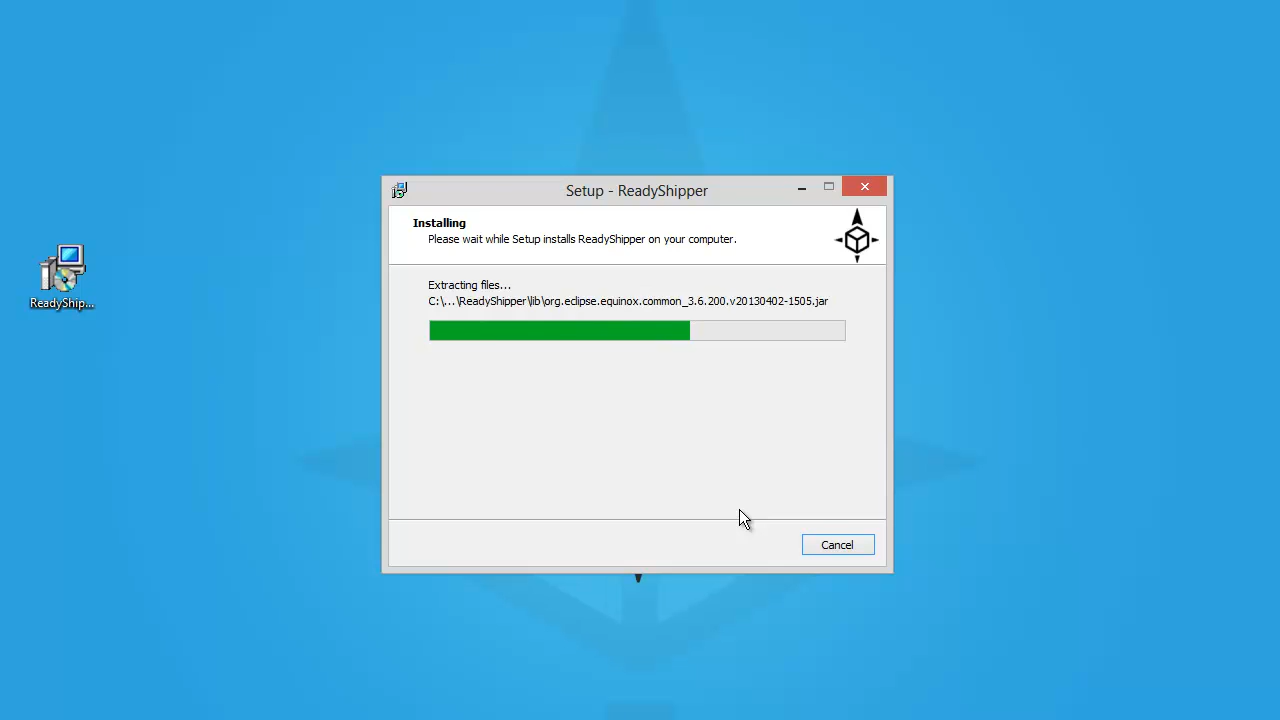 Setup - ReadyShipper
Installing
Please wait while Setup installs ReadyShipper on your computer.
Extracting files...
C:\...\ReadyShipper\lib\org.eclipse.equinox.common_3.6.200.v20130402-1505.jar
ReadyShip...
Cancel